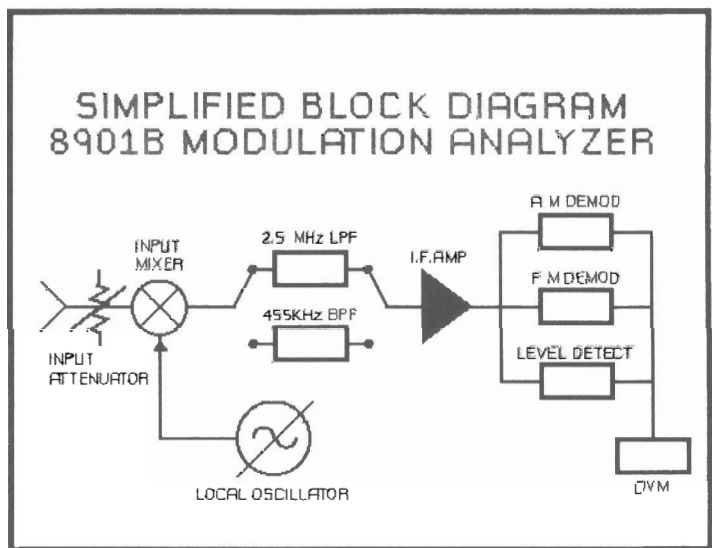 SIMPLIFIED BLOCK DIAGRAM
8901B MODULATION ANALYZER
A M DEMOD
INPUT
MIXER
2.5 MHz LPF
I.F. AMP
F M DEMOD
455KHz BPF
INPUT
ATTENUATOR
LEVEL DETECT
LOCAL OSCILLATOR
DVM